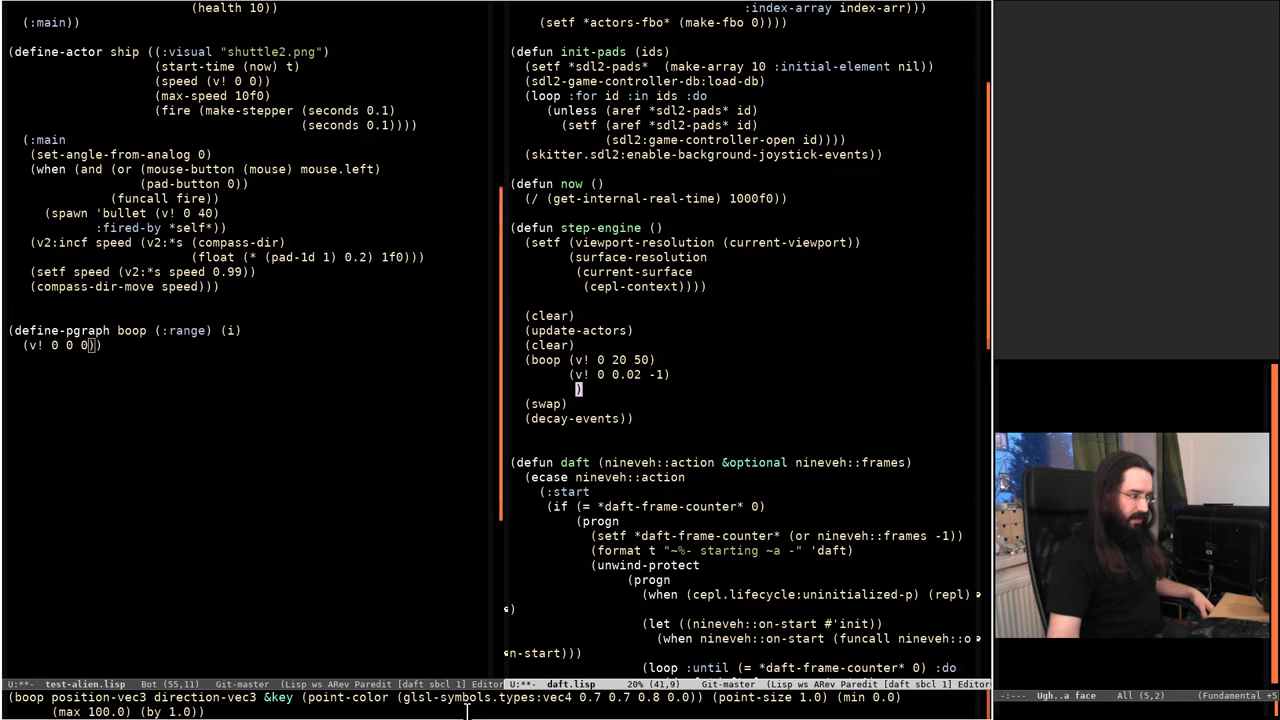 (health 10))
(:main))
(define-actor ship ((:visual "shuttle2.png")
(start-time (now) t)
(speed (v! 0 0))
(max-speed 10f0)
(fire (make-stepper (seconds 0.1)
(seconds 0.1))))
(:main
(set-angle-from-analog 0)
(when (and (or (mouse-button (mouse) mouse.left)
(pad-button 0))
(funcall fire))
(spawn 'bullet (v! 0 40)
:fired-by *self*))
(v2:incf speed (v2:*s (compass-dir)
(float (* (pad-1d 1) 0.2) 1f0)))
(setf speed (v2:*s speed 0.99))
(compass-dir-move speed)))
(define-pgraph boop (:range) (i)
(v! 0 0 0))
U:**- test-alien.lisp Bot (55,11) Git-master (Lisp ws ARev Paredit [daft sbcl 1] Editor
:index-array index-arr)))
(setf *actors-fbo* (make-fbo 0))))
(defun init-pads (ids)
(setf *sdl2-pads* (make-array 10 :initial-element nil))
(sdl2-game-controller-db:load-db)
(loop :for id :in ids :do
(unless (aref *sdl2-pads* id)
(setf (aref *sdl2-pads* id)
(sdl2:game-controller-open id))))
(skitter.sdl2:enable-background-joystick-events))
(defun now ()
(/ (get-internal-real-time) 1000f0))
(defun step-engine ()
(setf (viewport-resolution (current-viewport))
(surface-resolution
(current-surface
(cepl-context))))
(clear)
(update-actors)
(clear)
(boop (v! 0 20 50)
(v! 0 0.02 -1)
)
(swap)
(decay-events))
(defun daft (nineveh::action &optional nineveh::frames)
(ecase nineveh::action
(:start
(if (= *daft-frame-counter* 0)
(progn
(setf *daft-frame-counter* (or nineveh::frames -1))
(format t "~%- starting ~a -" 'daft)
(unwind-protect
(progn
(when (cepl.lifecycle:uninitialized-p) (repl)
)
(let ((nineveh::on-start #'init))
(when nineveh::on-start (funcall nineveh::o
n-start)))
(loop :until (= *daft-frame-counter* 0) :do
U:**- daft.lisp 20% (41,9) Git-master (Lisp ws ARev Paredit [daft sbcl 1] Editor
-:--- Ugh..a face All (5,2) (Fundamental +5
(boop position-vec3 direction-vec3 &key (point-color (glsl-symbols.types:vec4 0.7 0.7 0.8 0.0)) (point-size 1.0) (min 0.0)
(max 100.0) (by 1.0))